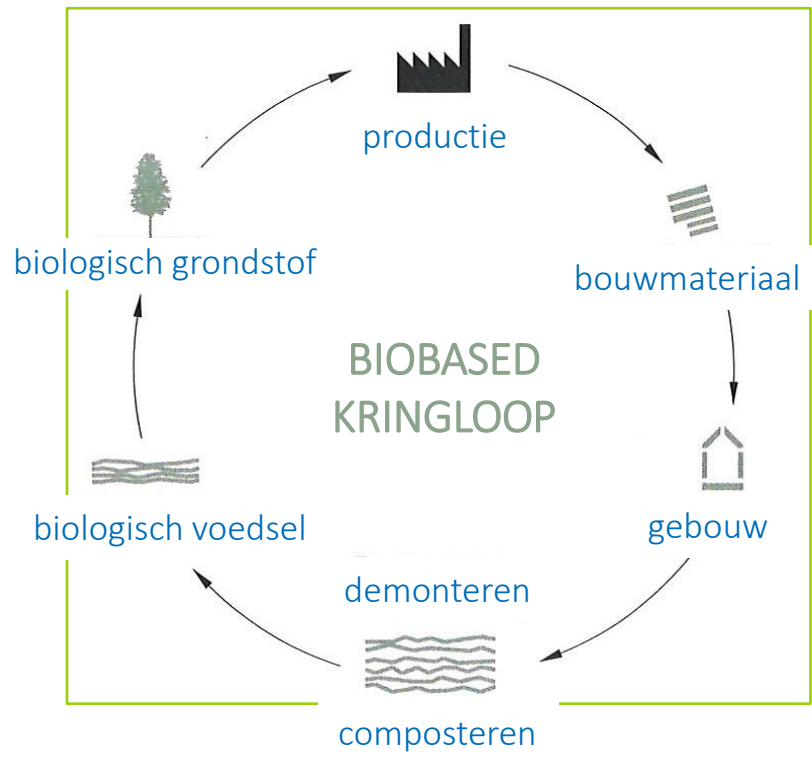 productie
biologisch grondstof
bouwmateriaal
BIOBASED
KRINGLOOP
biologisch voedsel
gebouw
demonteren
composteren